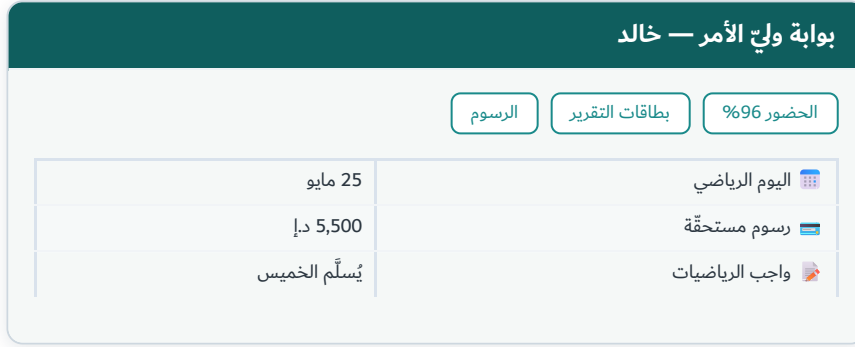 بوابة وليّ الأمر — خالد
الحضور 96% بطاقات التقرير الرسوم
اليوم الرياضي 25 مايو
رسوم مستحقّة 5,500 د.إ
واجب الرياضيات يُسلَّم الخميس